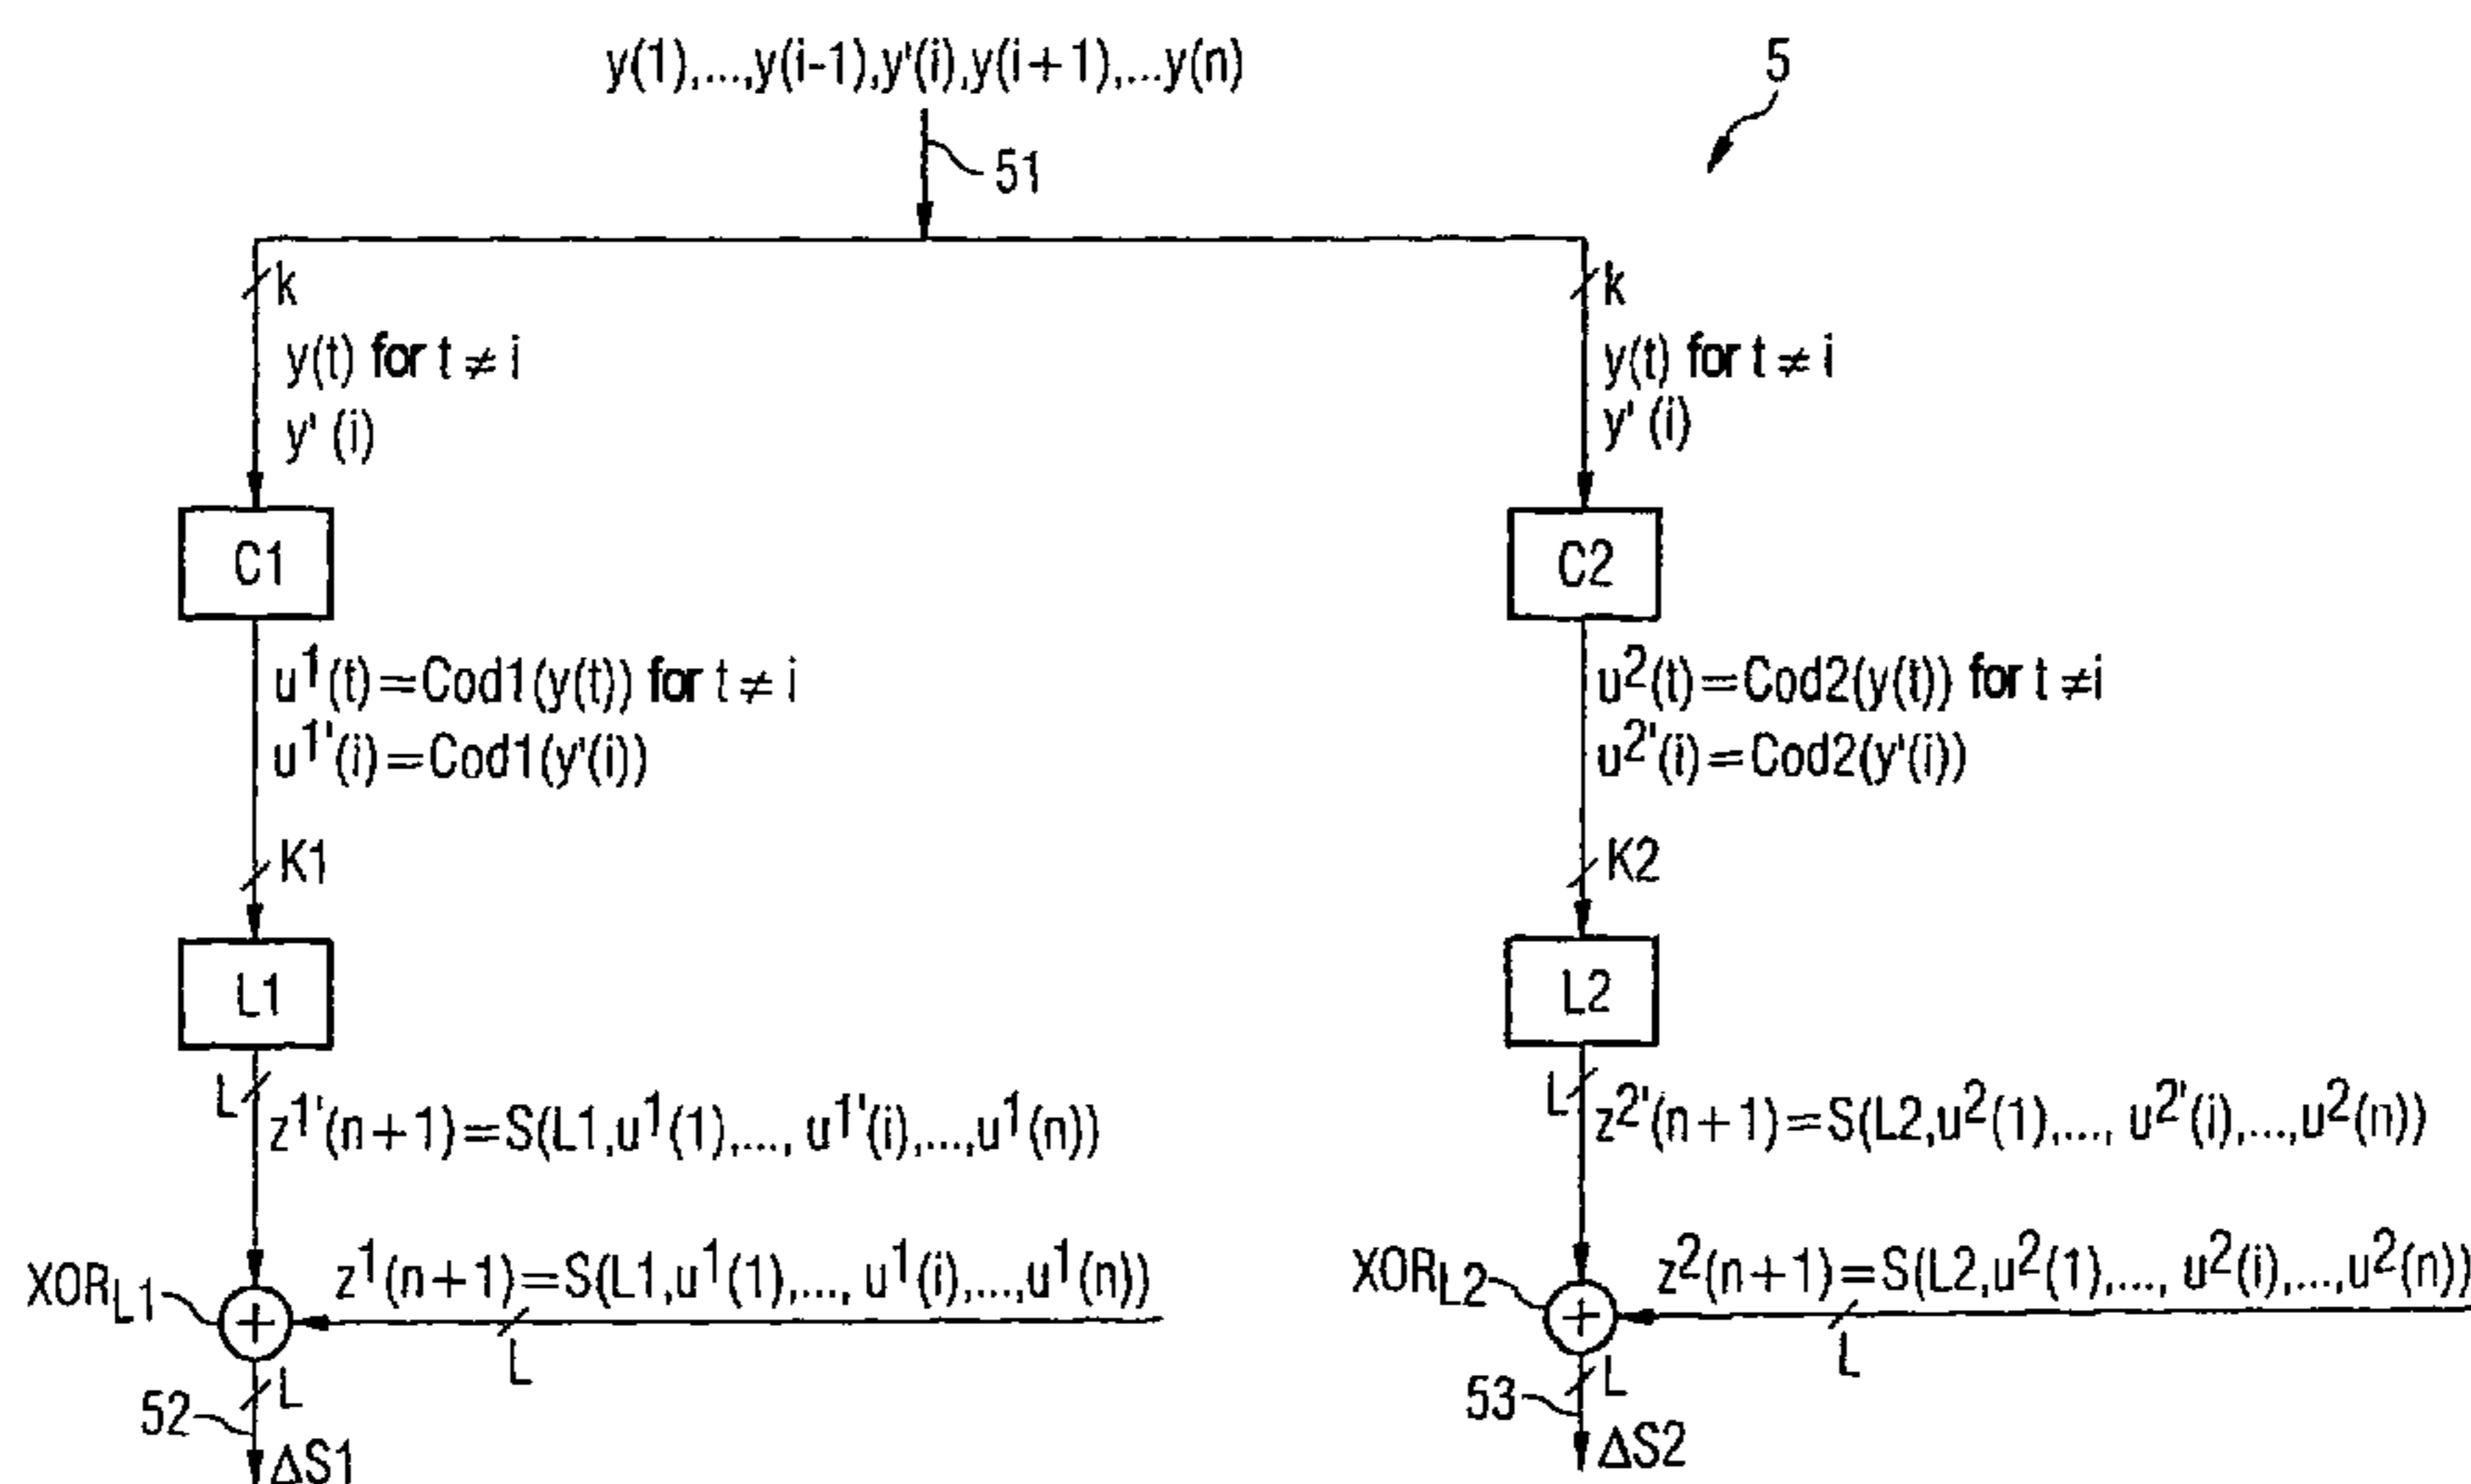 y(1),...,y(i-1),y'(i),y(i+1),...y(n)
5
51
k
k
y(t) for t ≠ i
y'(i)
y(t) for t ≠ i
y'(i)
C1
C2
u¹(t)=Cod1(y(t)) for t ≠ i
u¹'(i)=Cod1(y'(i))
u²(t)=Cod2(y(t)) for t ≠i
u²'(i)=Cod2(y'(i))
K1
K2
L1
L2
L
z¹'(n+1)=S(L1,u¹(1),..., u¹'(i),...,u¹(n))
L
z²'(n+1)=S(L2,u²(1),..., u²'(i),...,u²(n))
XOR_L1
+
z¹(n+1)=S(L1,u¹(1),..., u¹(i),...,u¹(n))
L
XOR_L2
+
z²(n+1)=S(L2,u²(1),..., u²(i),...,u²(n))
L
52
L
ΔS1
53
L
ΔS2